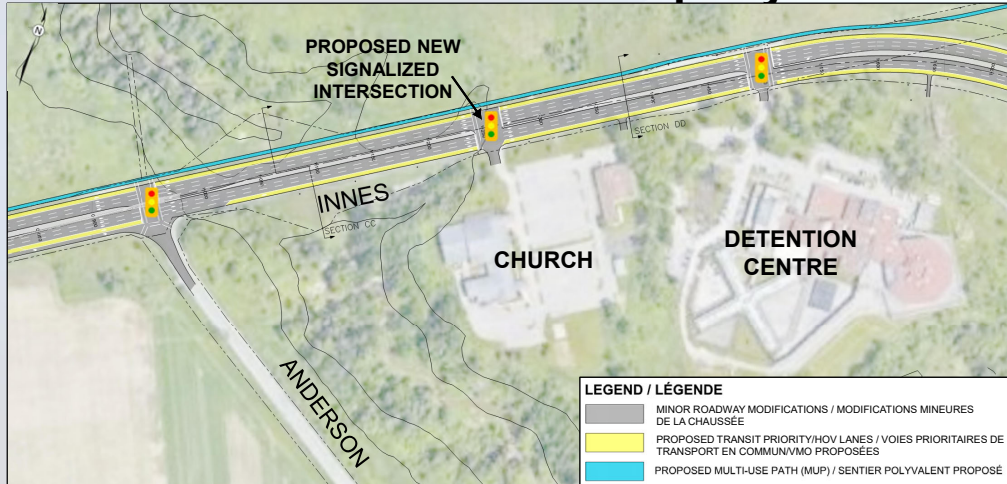 N
PROPOSED NEW
SIGNALIZED
INTERSECTION
SECTION DD
INNES
SECTION CC
CHURCH
DETENTION
CENTRE
ANDERSON
LEGEND / LÉGENDE
MINOR ROADWAY MODIFICATIONS / MODIFICATIONS MINEURES
DE LA CHAUSSÉE
PROPOSED TRANSIT PRIORITY/HOV LANES / VOIES PRIORITAIRES DE
TRANSPORT EN COMMUN/VMO PROPOSÉES
PROPOSED MULTI-USE PATH (MUP) / SENTIER POLYVALENT PROPOSÉ